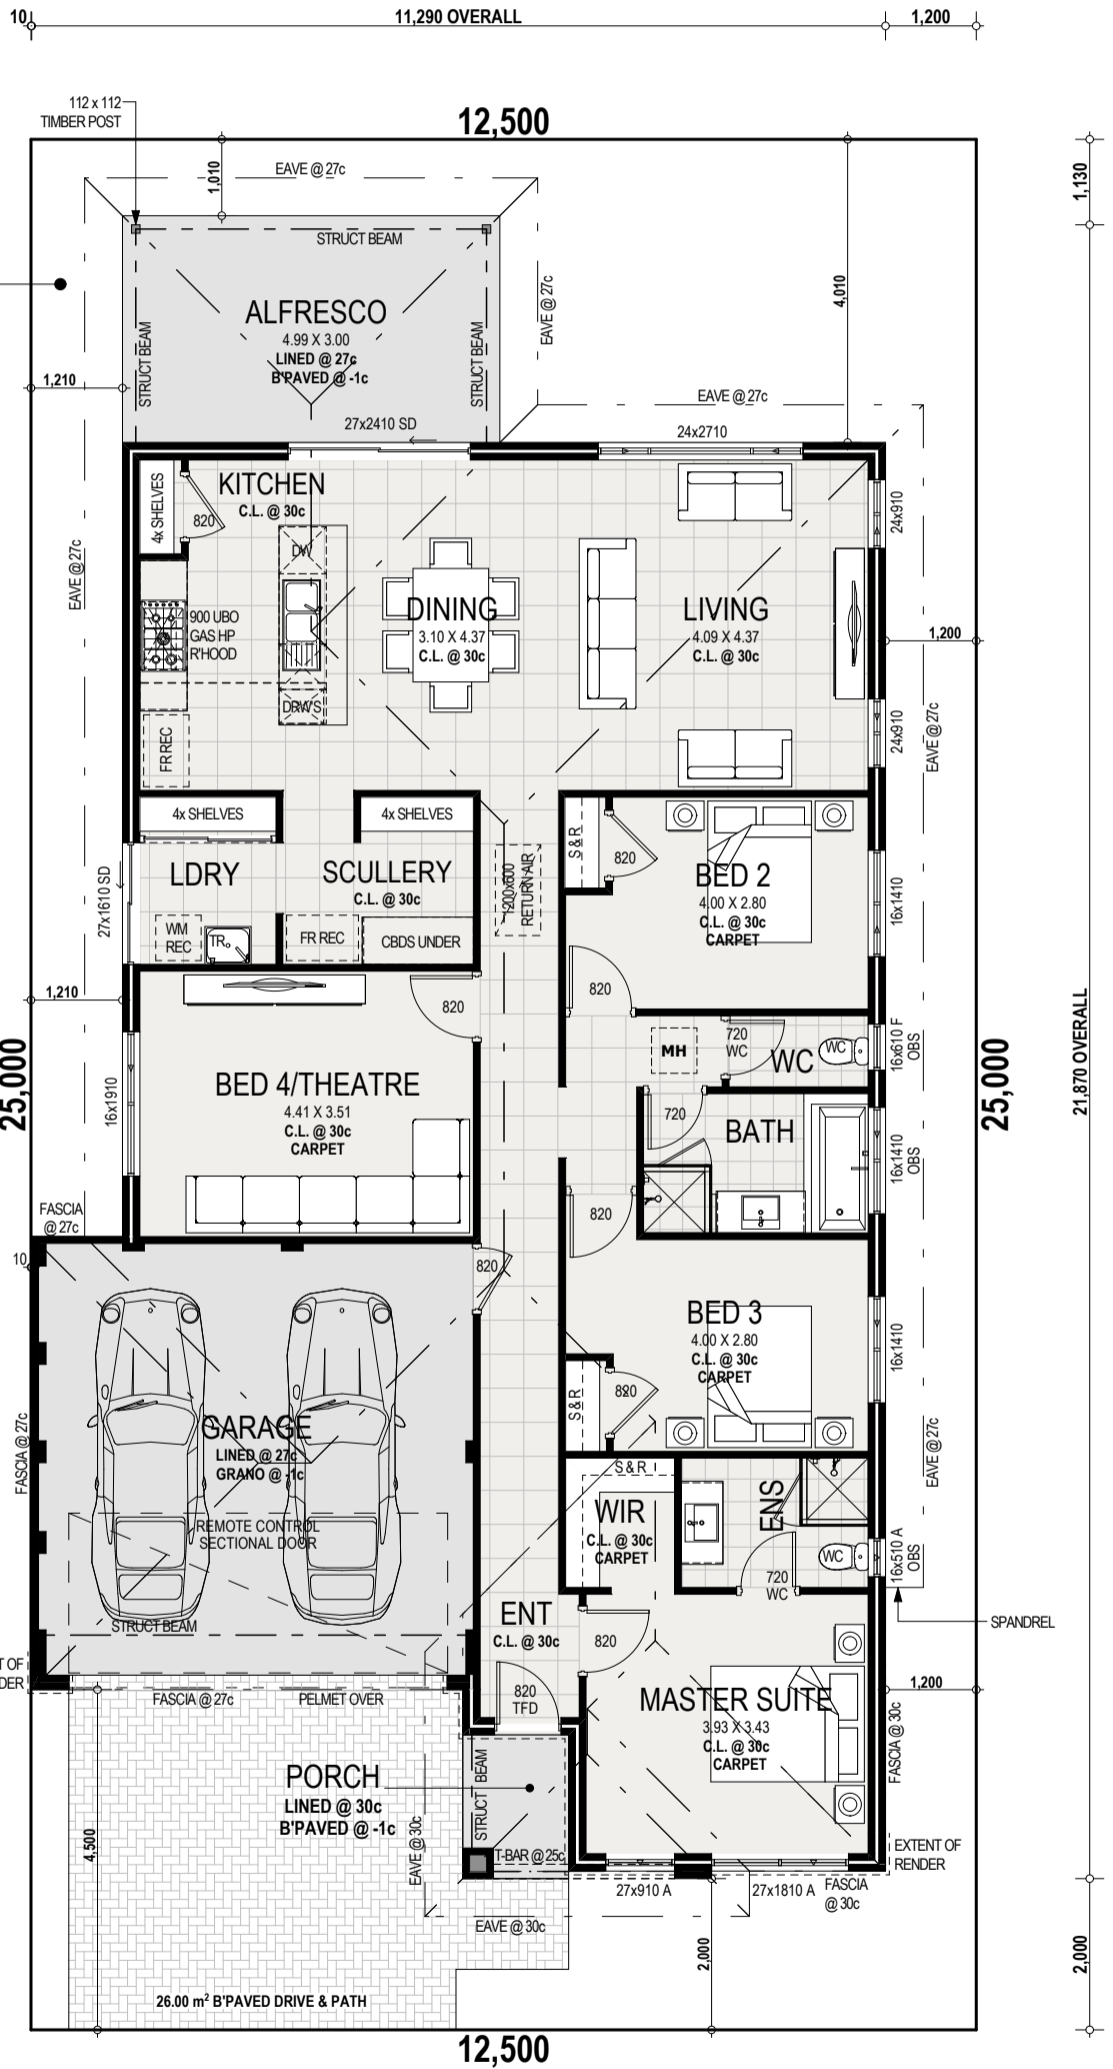 10
11,290 OVERALL
1,200
112 x 112
TIMBER POST
12,500
1,010
EAVE @ 27c
1,130
STRUCT BEAM
4,010
EAVE @ 27c
ALFRESCO
4.99 X 3.00
LINED @ 27c
B'PAVED @ -1c
STRUCT BEAM
STRUCT BEAM
1,210
EAVE @ 27c
27x2410 SD
24x2710
KITCHEN
C.L. @ 30c
4x SHELVES
820
24x910
DW
EAVE @ 27c
900 UBO
GAS HP
R'HOOD
DINING
3.10 X 4.37
C.L. @ 30c
LIVING
4.09 X 4.37
C.L. @ 30c
1,200
DRW'S
FR REC
24x910
EAVE @ 27c
4x SHELVES
4x SHELVES
LDRY
SCULLERY
C.L. @ 30c
27x1610 SD
WM
REC
TR
FR REC
CBDS UNDER
1200x600
RETURN AIR
S & R
820
BED 2
4.00 X 2.80
C.L. @ 30c
CARPET
16x1410
1,210
820
820
25,000
16x1910
BED 4/THEATRE
4.41 X 3.51
C.L. @ 30c
CARPET
MH
720
WC
WC
WC
16x610 F
OBS
25,000
21,870 OVERALL
720
BATH
16x1410
OBS
FASCIA
@ 27c
820
10
820
BED 3
4.00 X 2.80
C.L. @ 30c
CARPET
16x1410
S & R
820
FASCIA @ 27c
GARAGE
LINED @ 27c
GRANO @ -1c
EAVE @ 27c
S & R
WIR
C.L. @ 30c
CARPET
ENS
REMOTE CONTROL
SECTIONAL DOOR
WC
16x510 A
OBS
720
WC
STRUCT BEAM
ENT
C.L. @ 30c
820
SPANDREL
FASCIA @ 27c
PELMET OVER
820
TFD
MASTER SUITE
3.93 X 3.43
C.L. @ 30c
CARPET
1,200
FASCIA @ 30c
PORCH
LINED @ 30c
B'PAVED @ -1c
STRUCT BEAM
4,500
EAVE @ 30c
T-BAR @ 25c
EXTENT OF
RENDER
27x910 A
27x1810 A
FASCIA
@ 30c
EAVE @ 30c
2,000
2,000
26.00 m² B'PAVED DRIVE & PATH
12,500